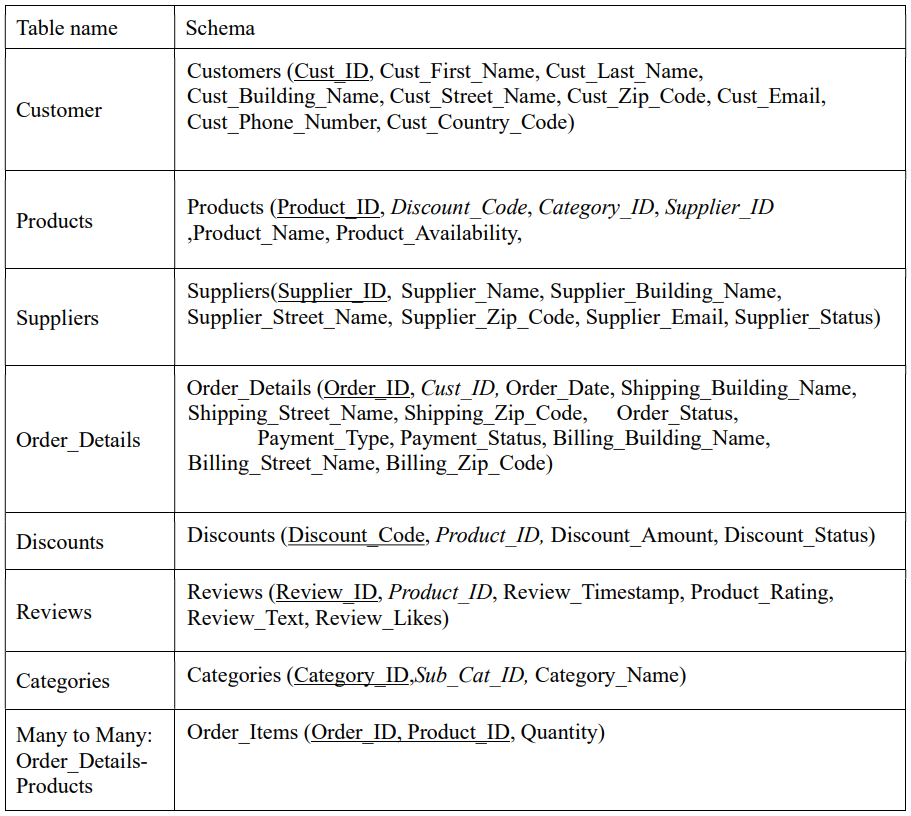 Table name
Schema
Customer
Customers (Cust_ID, Cust_First_Name, Cust_Last_Name,
Cust_Building_Name, Cust_Street_Name, Cust_Zip_Code, Cust_Email,
Cust_Phone_Number, Cust_Country_Code)
Products
Products (Product_ID, Discount_Code, Category_ID, Supplier_ID
,Product_Name, Product_Availability,
Suppliers
Suppliers(Supplier_ID, Supplier_Name, Supplier_Building_Name,
Supplier_Street_Name, Supplier_Zip_Code, Supplier_Email, Supplier_Status)
Order_Details
Order_Details (Order_ID, Cust_ID, Order_Date, Shipping_Building_Name,
Shipping_Street_Name, Shipping_Zip_Code, Order_Status,
Payment_Type, Payment_Status, Billing_Building_Name,
Billing_Street_Name, Billing_Zip_Code)
Discounts
Discounts (Discount_Code, Product_ID, Discount_Amount, Discount_Status)
Reviews
Reviews (Review_ID, Product_ID, Review_Timestamp, Product_Rating,
Review_Text, Review_Likes)
Categories
Categories (Category_ID,Sub_Cat_ID, Category_Name)
Many to Many:
Order_Details-
Products
Order_Items (Order_ID, Product_ID, Quantity)